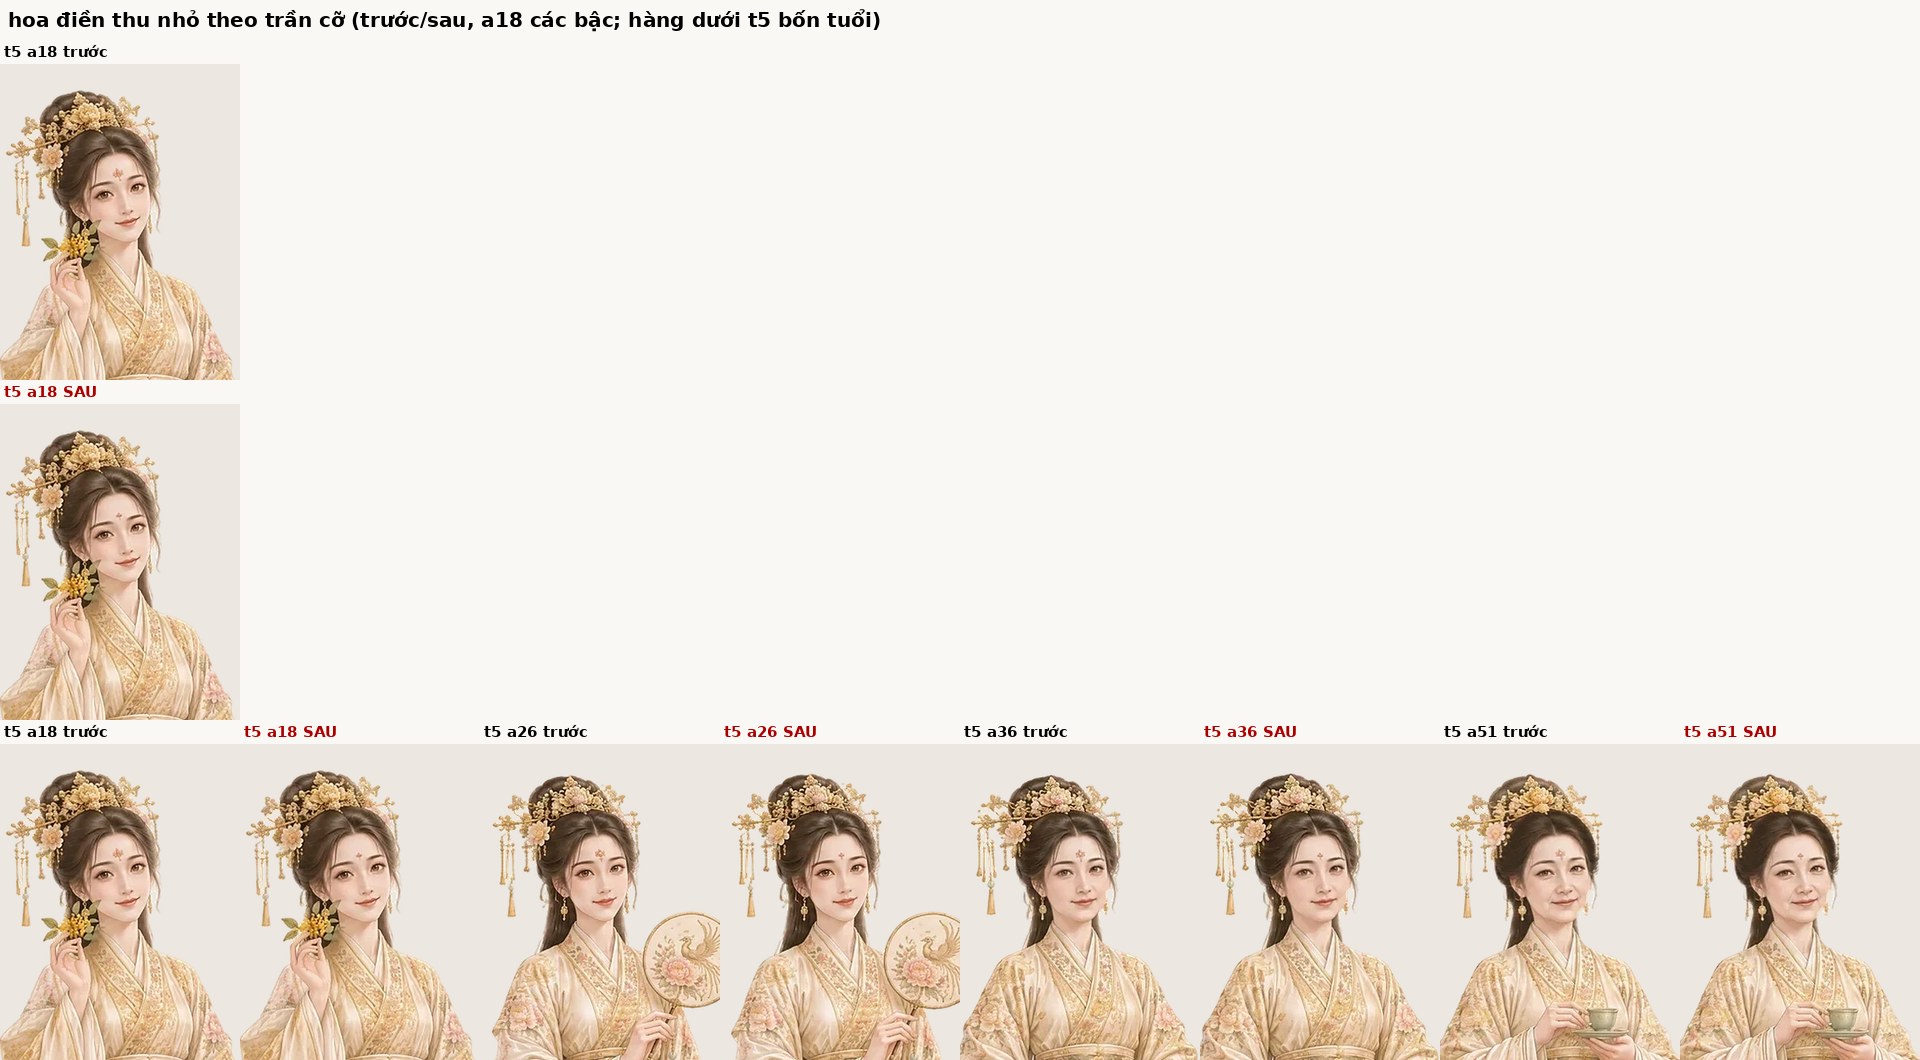 hoa điền thu nhỏ theo trần cỡ (trước/sau, a18 các bậc; hàng dưới t5 bốn tuổi)
t5 a18 trước
t5 a18 SAU
t5 a18 trước
t5 a18 SAU
t5 a26 trước
t5 a26 SAU
t5 a36 trước
t5 a36 SAU
t5 a51 trước
t5 a51 SAU